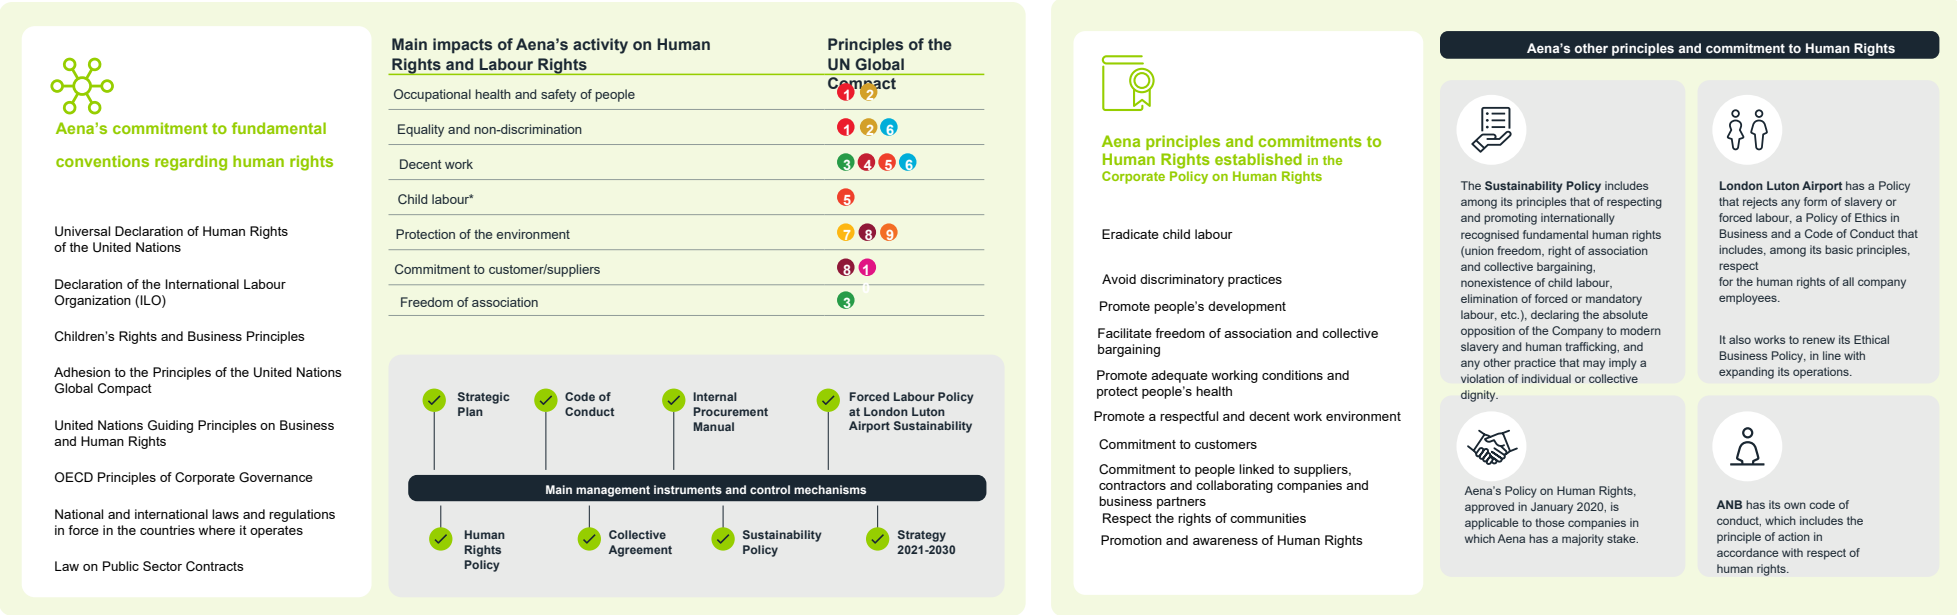 Aena's commitment to fundamental
conventions regarding human rights
Universal Declaration of Human Rights
of the United Nations
Declaration of the International Labour
Organization (ILO)
Children's Rights and Business Principles
Adhesion to the Principles of the United Nations
Global Compact
United Nations Guiding Principles on Business
and Human Rights
OECD Principles of Corporate Governance
National and international laws and regulations
in force in the countries where it operates
Law on Public Sector Contracts
Main impacts of Aena's activity on Human
Rights and Labour Rights
Principles of the
UN Global
Compact
Occupational health and safety of people 1 2
Equality and non-discrimination 1 2 6
Decent work 3 4 5 6
Child labour* 5
Protection of the environment 7 8 9
Commitment to customer/suppliers 8 1
0
Freedom of association 3
Strategic
Plan
Code of
Conduct
Internal
Procurement
Manual
Forced Labour Policy
at London Luton
Airport Sustainability
Main management instruments and control mechanisms
Human
Rights
Policy
Collective
Agreement
Sustainability
Policy
Strategy
2021-2030
Aena principles and commitments to
Human Rights established in the
Corporate Policy on Human Rights
Eradicate child labour
Avoid discriminatory practices
Promote people's development
Facilitate freedom of association and collective
bargaining
Promote adequate working conditions and
protect people's health
Promote a respectful and decent work environment
Commitment to customers
Commitment to people linked to suppliers,
contractors and collaborating companies and
business partners
Respect the rights of communities
Promotion and awareness of Human Rights
Aena's other principles and commitment to Human Rights
The Sustainability Policy includes
among its principles that of respecting
and promoting internationally
recognised fundamental human rights
(union freedom, right of association
and collective bargaining,
nonexistence of child labour,
elimination of forced or mandatory
labour, etc.), declaring the absolute
opposition of the Company to modern
slavery and human trafficking, and
any other practice that may imply a
violation of individual or collective
dignity.
London Luton Airport has a Policy
that rejects any form of slavery or
forced labour, a Policy of Ethics in
Business and a Code of Conduct that
includes, among its basic principles,
respect
for the human rights of all company
employees.
It also works to renew its Ethical
Business Policy, in line with
expanding its operations.
Aena's Policy on Human Rights,
approved in January 2020, is
applicable to those companies in
which Aena has a majority stake.
ANB has its own code of
conduct, which includes the
principle of action in
accordance with respect of
human rights.